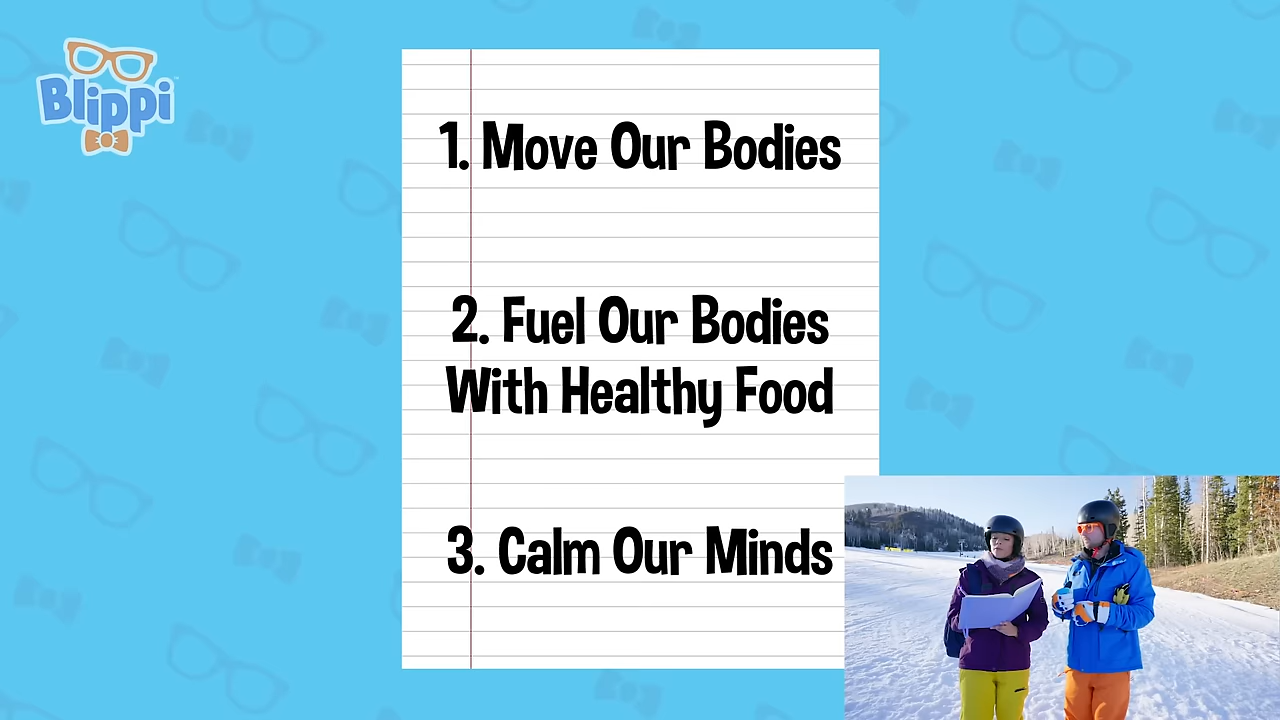 Blippi
1. Move Our Bodies
2. Fuel Our Bodies
With Healthy Food
3. Calm Our Minds